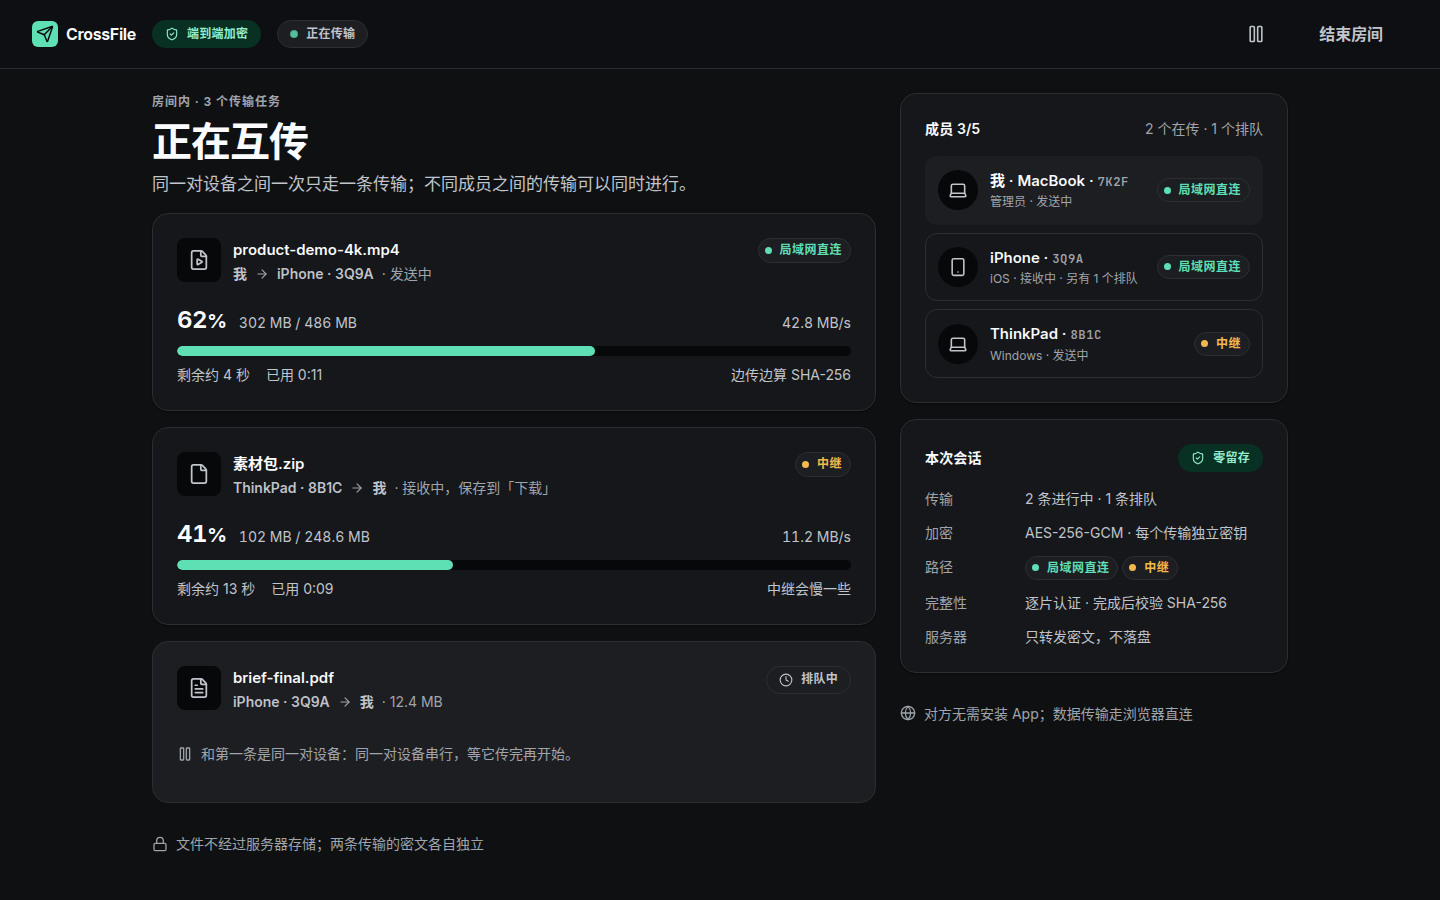 CrossFile
端到端加密
正在传输
结束房间
房间内 · 3 个传输任务
正在互传
同一对设备之间一次只走一条传输；不同成员之间的传输可以同时进行。
product-demo-4k.mp4
局域网直连
我 → iPhone · 3Q9A · 发送中
62% 302 MB / 486 MB
42.8 MB/s
剩余约 4 秒 已用 0:11
边传边算 SHA-256
素材包.zip
中继
ThinkPad · 8B1C → 我 · 接收中，保存到「下载」
41% 102 MB / 248.6 MB
11.2 MB/s
剩余约 13 秒 已用 0:09
中继会慢一些
brief-final.pdf
排队中
iPhone · 3Q9A → 我 · 12.4 MB
和第一条是同一对设备：同一对设备串行，等它传完再开始。
文件不经过服务器存储；两条传输的密文各自独立
成员 3/5
2 个在传 · 1 个排队
我 · MacBook · 7K2F
管理员 · 发送中
局域网直连
iPhone · 3Q9A
iOS · 接收中 · 另有 1 个排队
局域网直连
ThinkPad · 8B1C
Windows · 发送中
中继
本次会话
零留存
传输 2 条进行中 · 1 条排队
加密 AES-256-GCM · 每个传输独立密钥
路径 局域网直连 中继
完整性 逐片认证 · 完成后校验 SHA-256
服务器 只转发密文，不落盘
对方无需安装 App；数据传输走浏览器直连